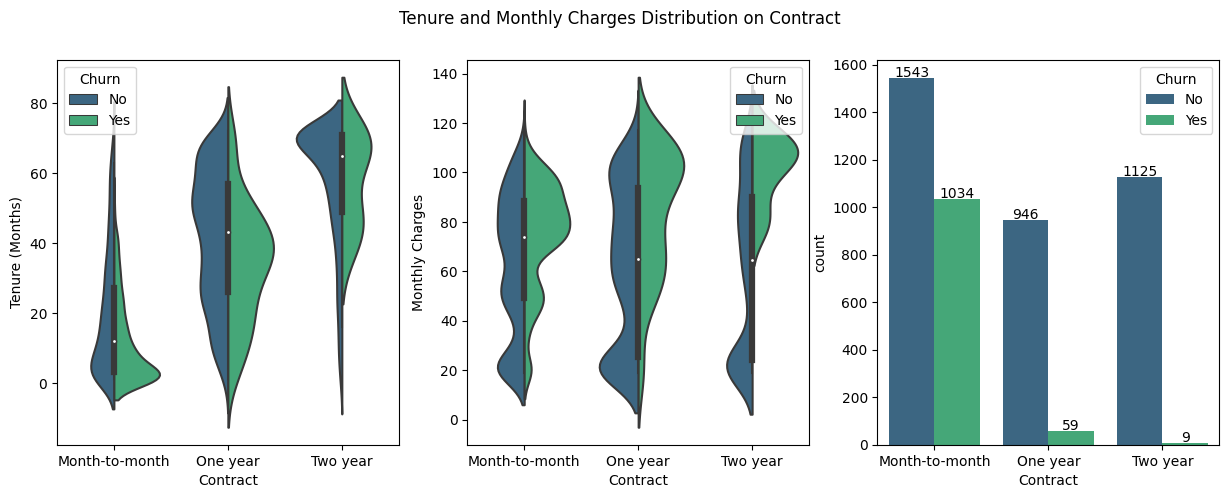 Tenure and Monthly Charges Distribution on Contract
Tenure (Months)
80
60
40
20
0
Churn
No
Yes
Month-to-month
One year
Two year
Contract
Monthly Charges
140
120
100
80
60
40
20
0
Churn
No
Yes
Month-to-month
One year
Two year
Contract
count
1600
1400
1200
1000
800
600
400
200
0
1543
1034
946
59
1125
9
Churn
No
Yes
Month-to-month
One year
Two year
Contract